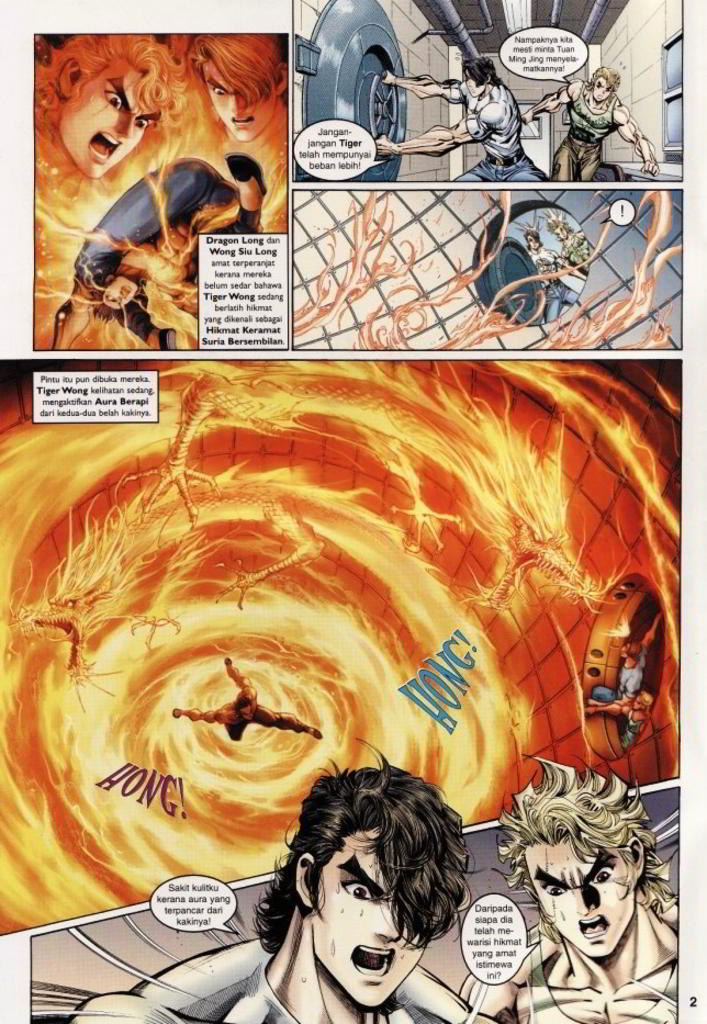 Nampaknya kita
mesti minta Tuan
Ming Jing menyela-
matkannya!
Jangan-
jangan Tiger
telah mempunyai
beban lebih!
!
Dragon Long dan
Wong Siu Long
amat terperanjat
kerana mereka
belum sedar bahawa
Tiger Wong sedang
berlatih hikmat
yang dikenali sebagai
Hikmat Keramat
Suria Bersembilan.
Pintu itu pun dibuka mereka.
Tiger Wong kelihatan sedang,
mengaktifkan Aura Berapi
dari kedua-dua belah kakinya.
HONG!
HONG!
Sakit kulitku
kerana aura yang
terpancar dari
kakinya!
Daripada
siapa dia
telah me-
warisi hikmat
yang amat
istimewa
ini?
2